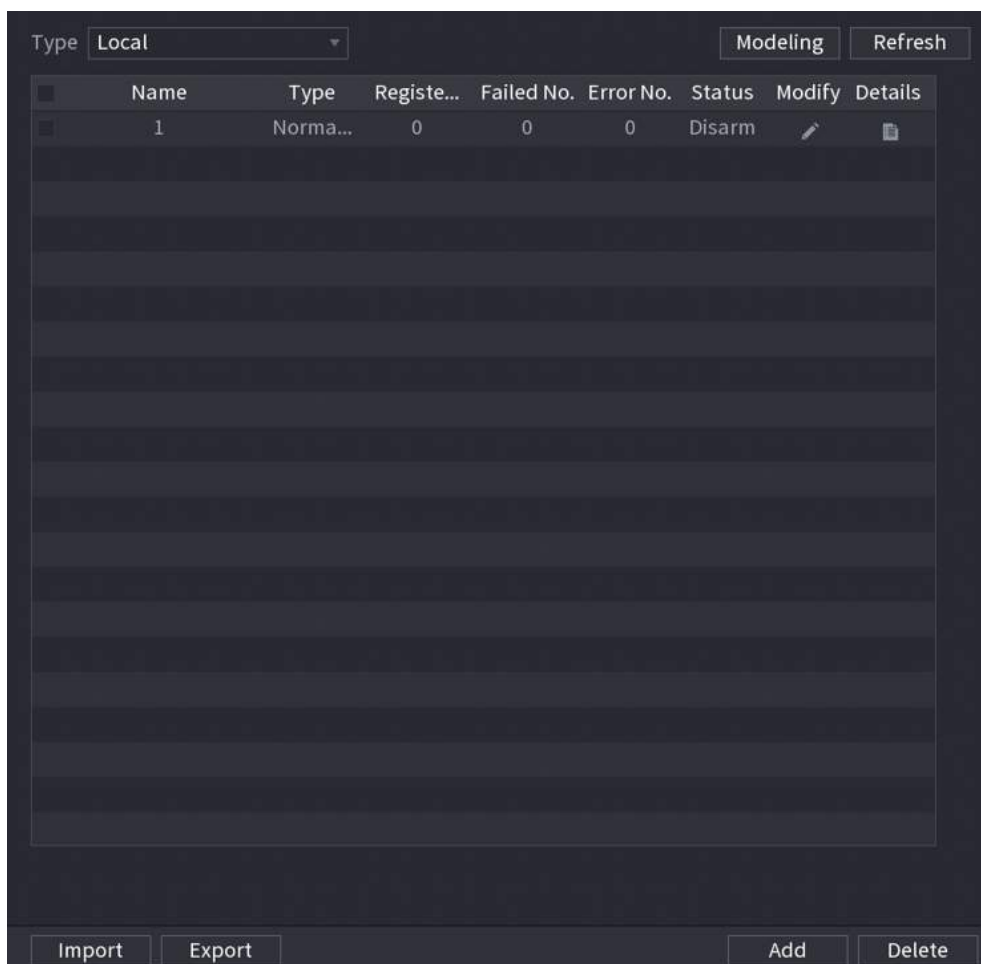 Type Local Modeling Refresh
Name Type Registe... Failed No. Error No. Status Modify Details
1 Norma... 0 0 0 Disarm
Import Export Add Delete